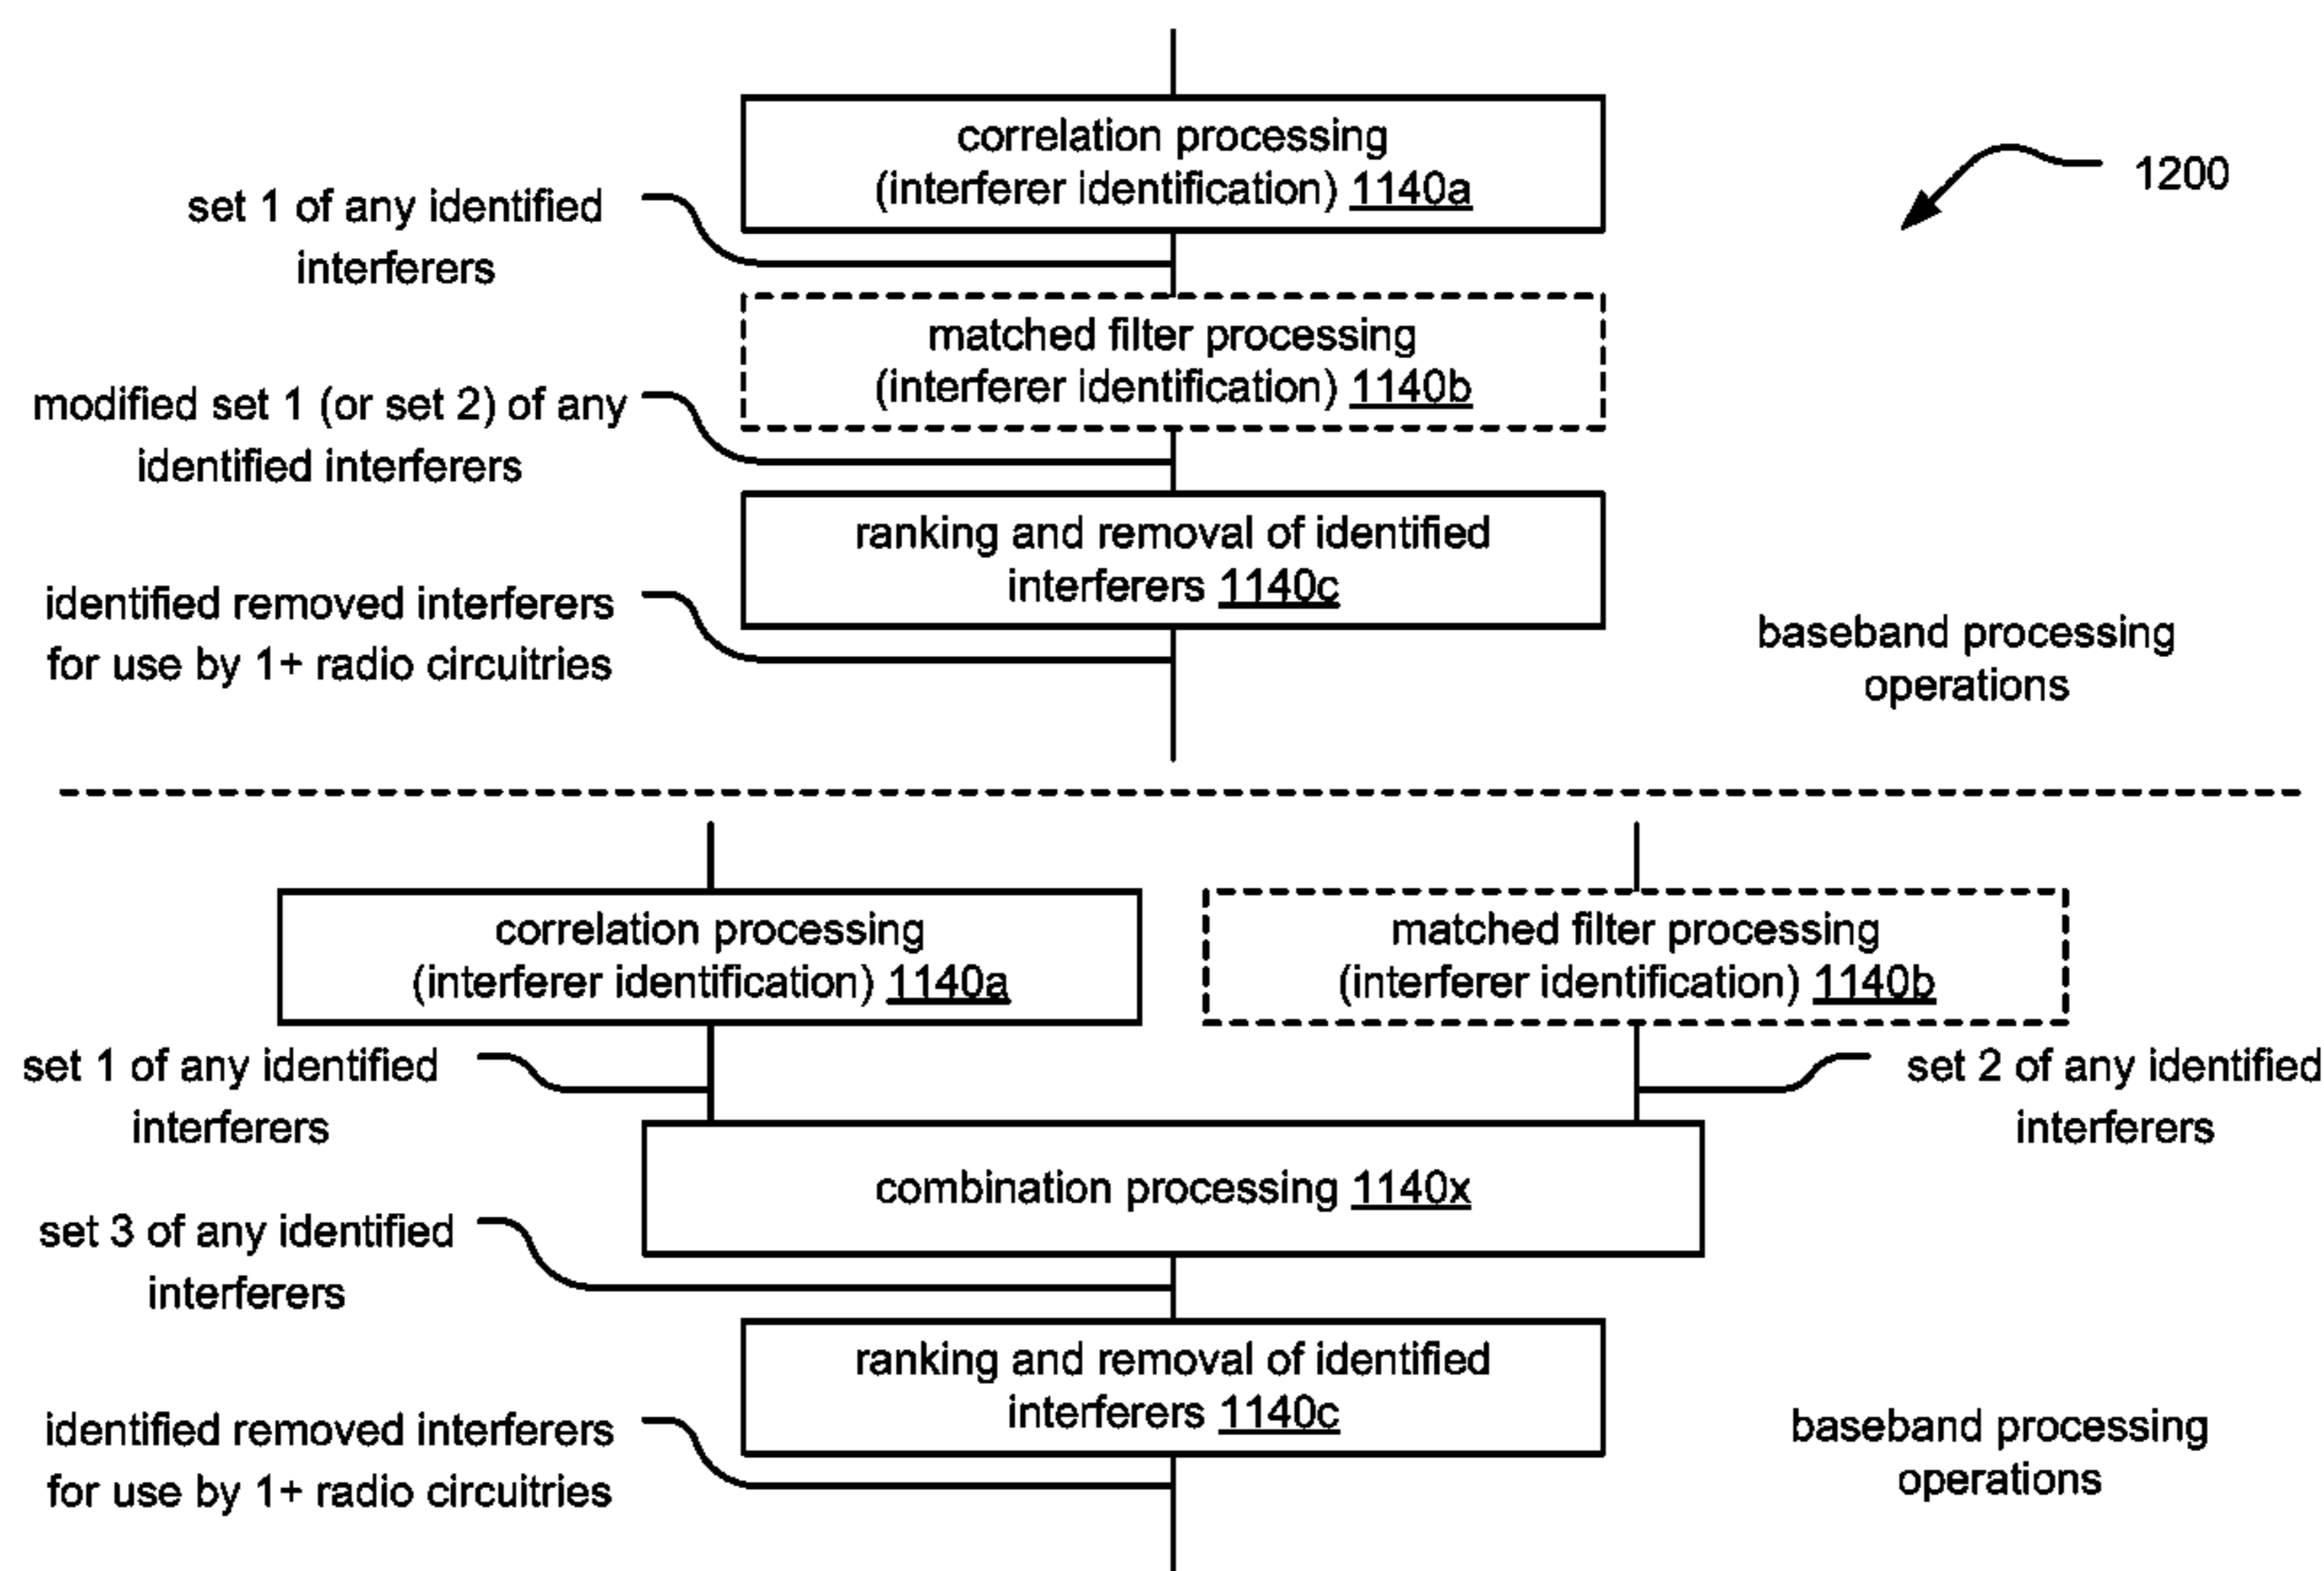 correlation processing
(interferer identification) 1140a
1200
set 1 of any identified
interferers
matched filter processing
(interferer identification) 1140b
modified set 1 (or set 2) of any
identified interferers
ranking and removal of identified
interferers 1140c
identified removed interferers
for use by 1+ radio circuitries
baseband processing
operations
correlation processing
(interferer identification) 1140a
matched filter processing
(interferer identification) 1140b
set 1 of any identified
interferers
set 2 of any identified
interferers
combination processing 1140x
set 3 of any identified
interferers
ranking and removal of identified
interferers 1140c
identified removed interferers
for use by 1+ radio circuitries
baseband processing
operations